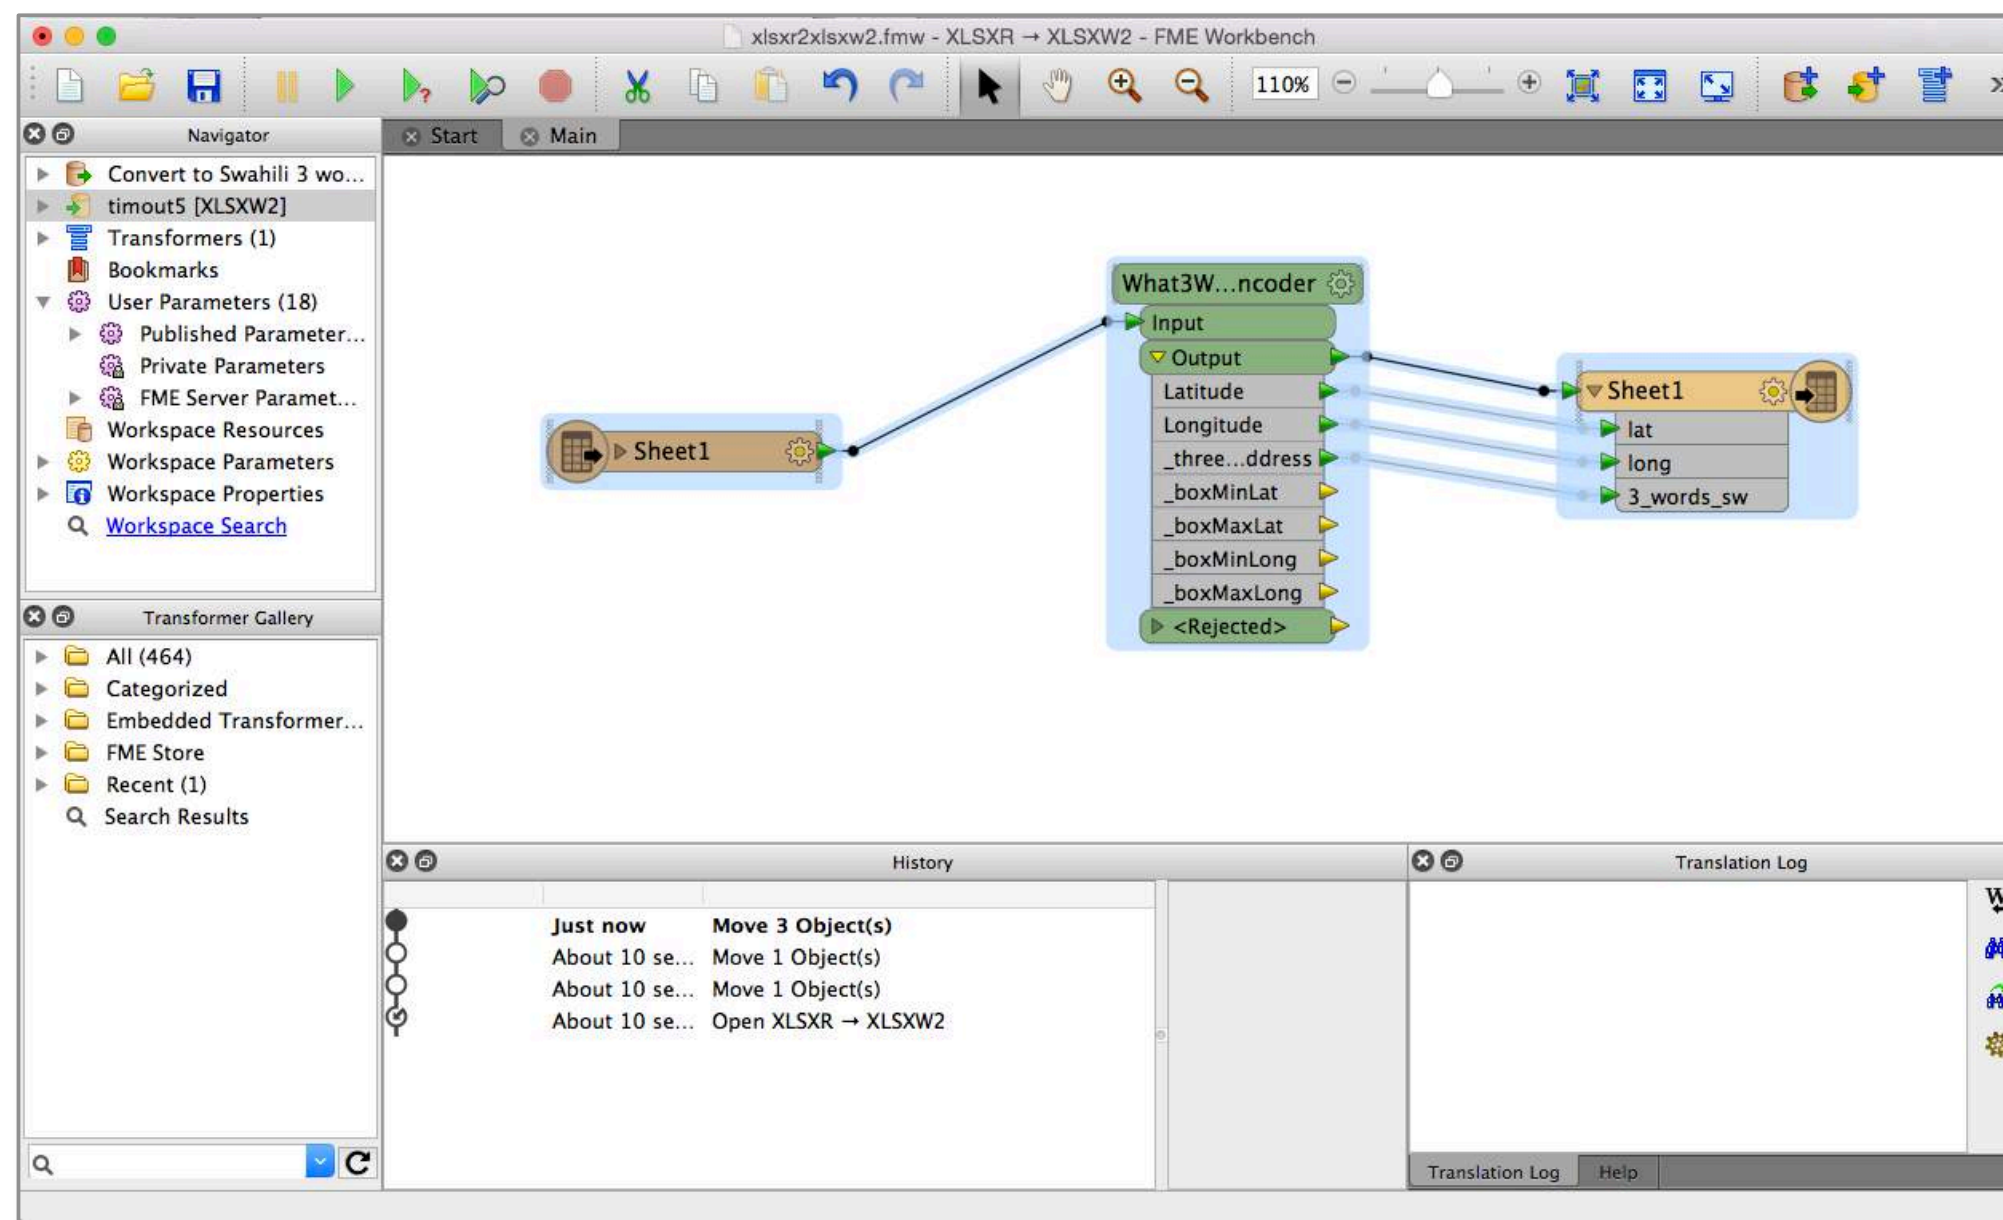 xlsxr2xlsxw2.fmw - XLSXR → XLSXW2 - FME Workbench
110%
Navigator
Convert to Swahili 3 wo...
timout5 [XLSXW2]
Transformers (1)
Bookmarks
User Parameters (18)
Published Parameter...
Private Parameters
FME Server Paramet...
Workspace Resources
Workspace Parameters
Workspace Properties
Workspace Search
Transformer Gallery
All (464)
Categorized
Embedded Transformer...
FME Store
Recent (1)
Search Results
Start
Main
Sheet1
What3W...ncoder
Input
Output
Latitude
Longitude
_three...ddress
_boxMinLat
_boxMaxLat
_boxMinLong
_boxMaxLong
<Rejected>
Sheet1
lat
long
3_words_sw
History
Just now Move 3 Object(s)
About 10 se... Move 1 Object(s)
About 10 se... Move 1 Object(s)
About 10 se... Open XLSXR → XLSXW2
Translation Log
Translation Log
Help